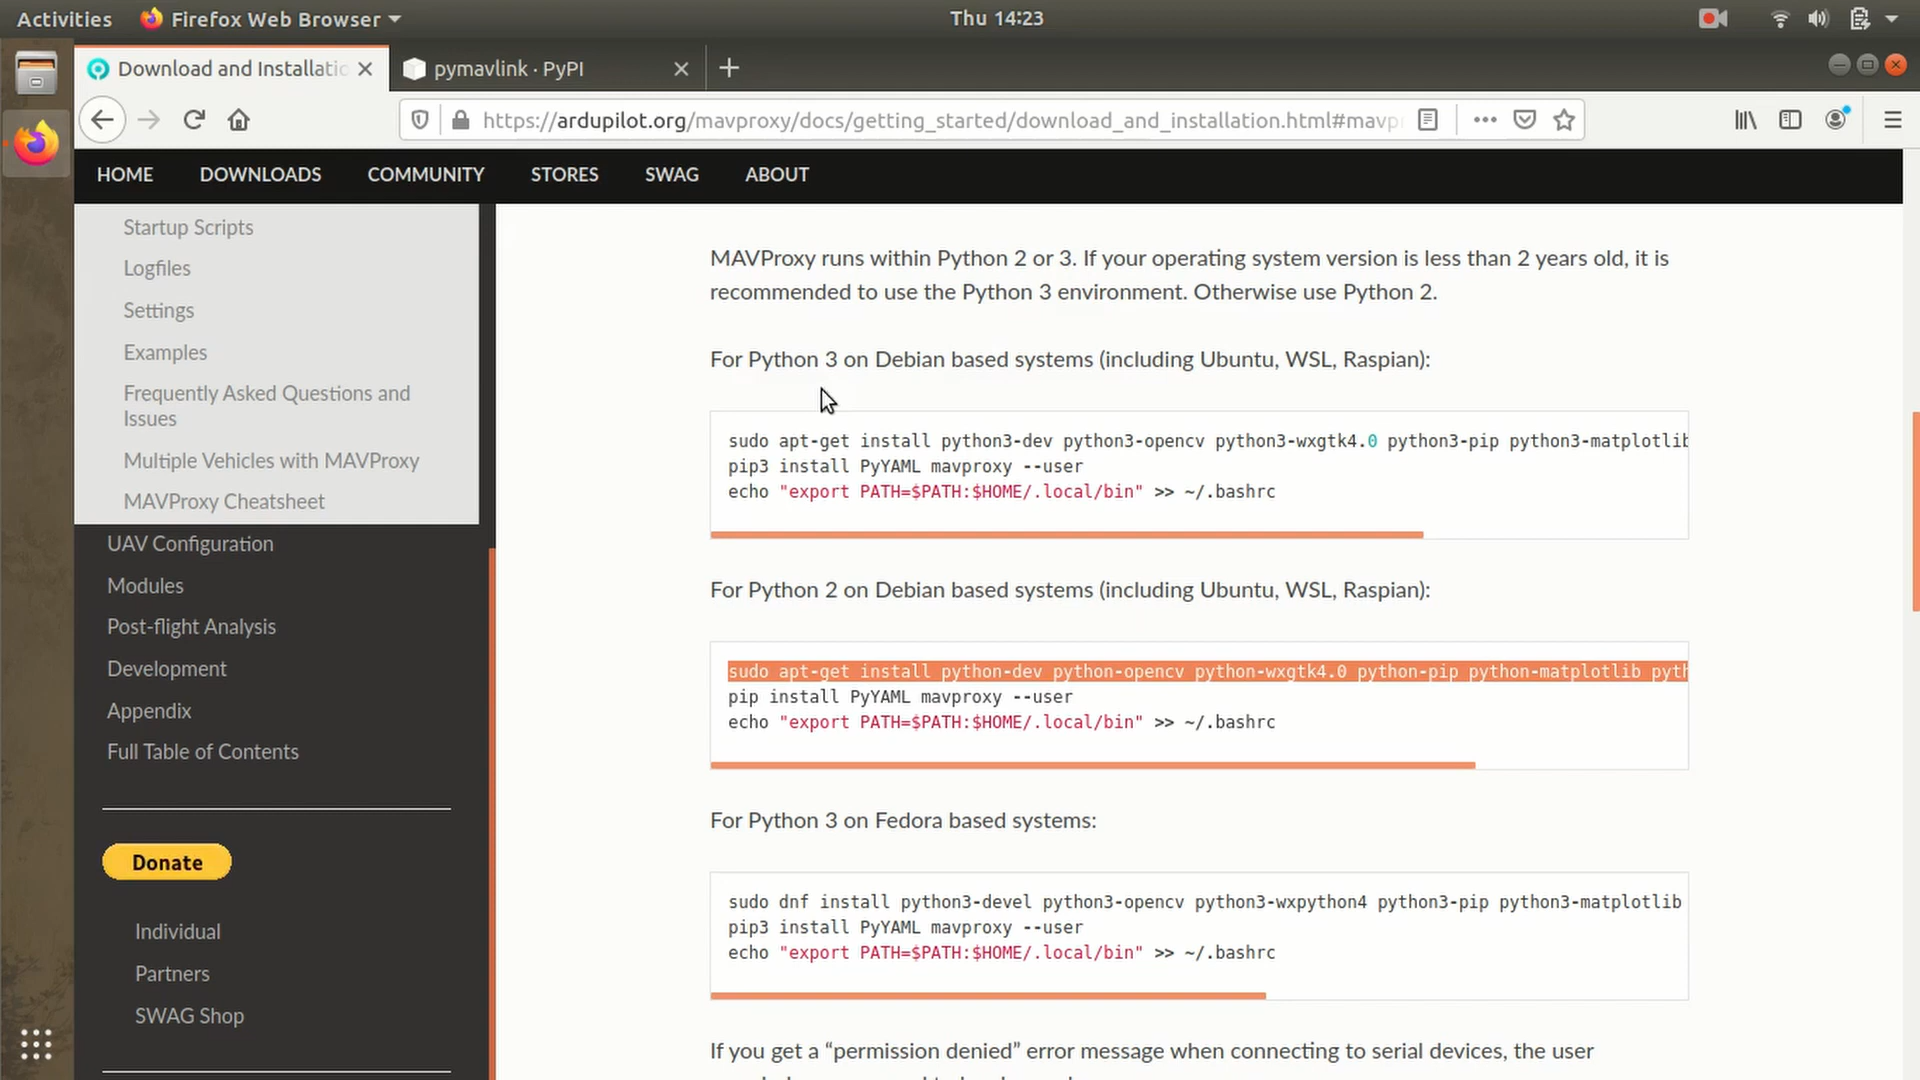 Activities
Firefox Web Browser
Thu 14:23
Download and Installatio
pymavlink · PyPI
https://ardupilot.org/mavproxy/docs/getting_started/download_and_installation.html#mavp
HOME DOWNLOADS COMMUNITY STORES SWAG ABOUT
Startup Scripts
Logfiles
Settings
Examples
Frequently Asked Questions and
Issues
Multiple Vehicles with MAVProxy
MAVProxy Cheatsheet
UAV Configuration
Modules
Post-flight Analysis
Development
Appendix
Full Table of Contents
Donate
Individual
Partners
SWAG Shop
MAVProxy runs within Python 2 or 3. If your operating system version is less than 2 years old, it is
recommended to use the Python 3 environment. Otherwise use Python 2.
For Python 3 on Debian based systems (including Ubuntu, WSL, Raspian):
sudo apt-get install python3-dev python3-opencv python3-wxgtk4.0 python3-pip python3-matplotlib
pip3 install PyYAML mavproxy --user
echo "export PATH=$PATH:$HOME/.local/bin" >> ~/.bashrc
For Python 2 on Debian based systems (including Ubuntu, WSL, Raspian):
sudo apt-get install python-dev python-opencv python-wxgtk4.0 python-pip python-matplotlib pyth
pip install PyYAML mavproxy --user
echo "export PATH=$PATH:$HOME/.local/bin" >> ~/.bashrc
For Python 3 on Fedora based systems:
sudo dnf install python3-devel python3-opencv python3-wxpython4 python3-pip python3-matplotlib
pip3 install PyYAML mavproxy --user
echo "export PATH=$PATH:$HOME/.local/bin" >> ~/.bashrc
If you get a “permission denied” error message when connecting to serial devices, the user